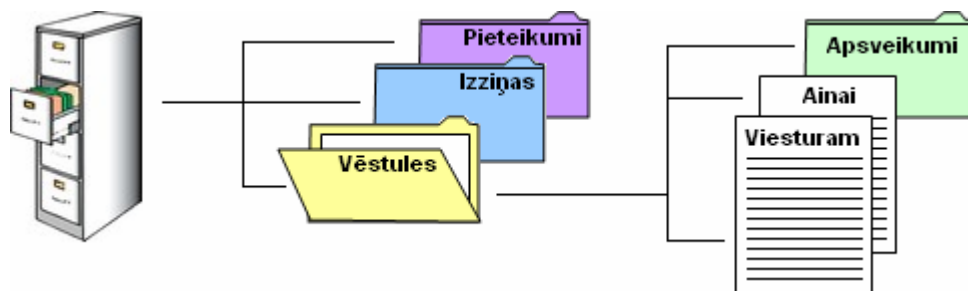 Pieteikumi
Izziņas
Vēstules
Apsveikumi
Ainai
Viesturam